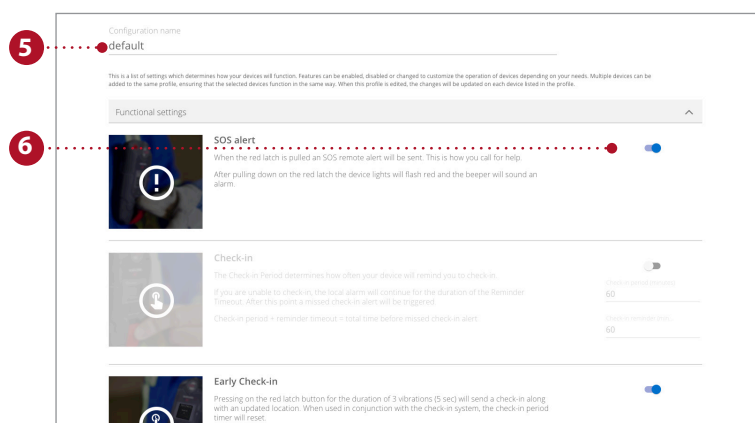 Configuration name
5
default
This is a list of settings which determines how your devices will function. Features can be enabled, disabled or changed to customize the operation of devices depending on your needs. Multiple devices can be
added to the same profile, ensuring that the selected devices function in the same way. When this profile is edited, the changes will be updated on each device listed in the profile.
Functional settings
SOS alert
6
When the red latch is pulled an SOS remote alert will be sent. This is how you call for help
After pulling down on the red latch the device lights will flash red and the beeper will sound an
alarm.
Check-in
The Check-in Period determines how often your device will remind you to check-in.
If you are unable to check-in, the local alarm will continue for the duration of the Reminder
Timeout. After this point a missed check-in alert will be triggered.
Check-in period + reminder timeout = total time before missed check-in alert
60
60
Early Check-in
Pressing on the red latch button for the duration of 3 vibrations (5 sec) will send a check-in along
with an updated location. When used in conjunction with the check-in system, the check-in period
timer will reset.